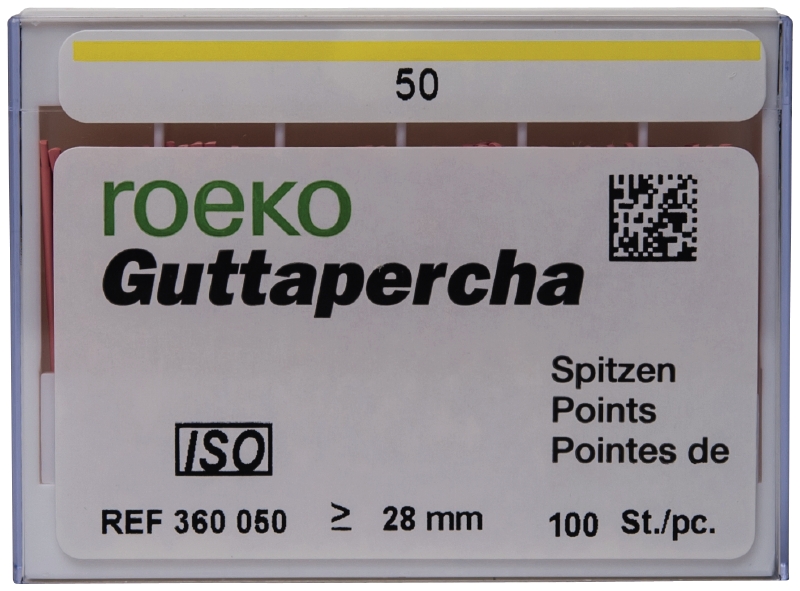 50
roeko
Guttapercha
Spitzen
Points
Pointes de
ISO
REF 360 050 ≥ 28 mm 100 St./pc.